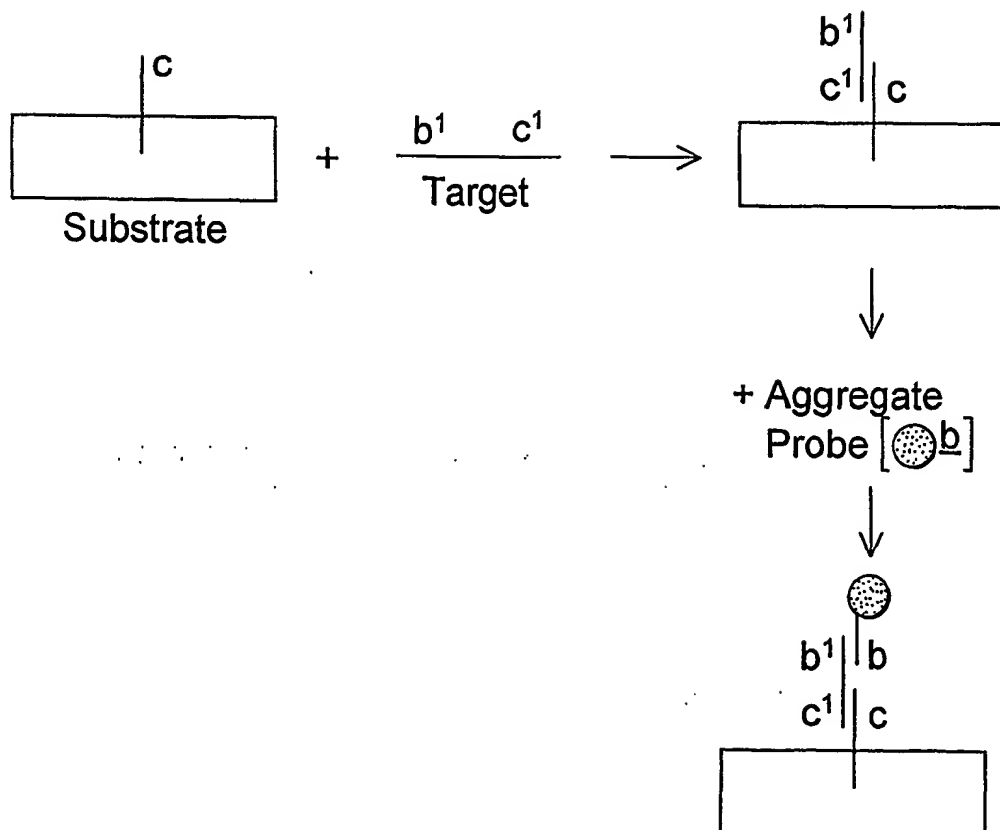 c
+
b¹ c¹
Target
Substrate
b¹
c¹ c
+ Aggregate
Probe [ b ]
b¹ b
c¹ c